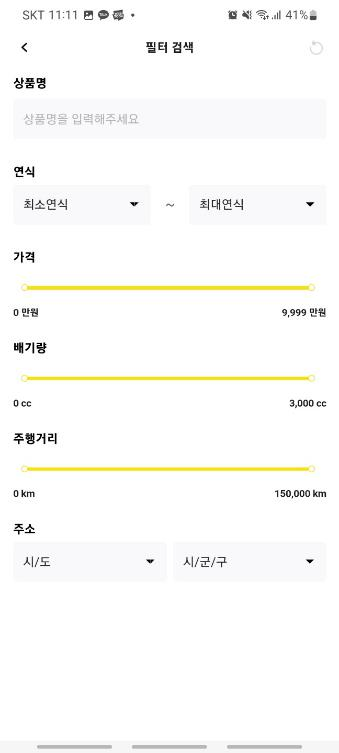 SKT 11:11 41%
필터 검색
상품명
상품명을 입력해주세요
연식
최소연식 ~ 최대연식
가격
0 만원 9,999 만원
배기량
0 cc 3,000 cc
주행거리
0 km 150,000 km
주소
시/도 시/군/구